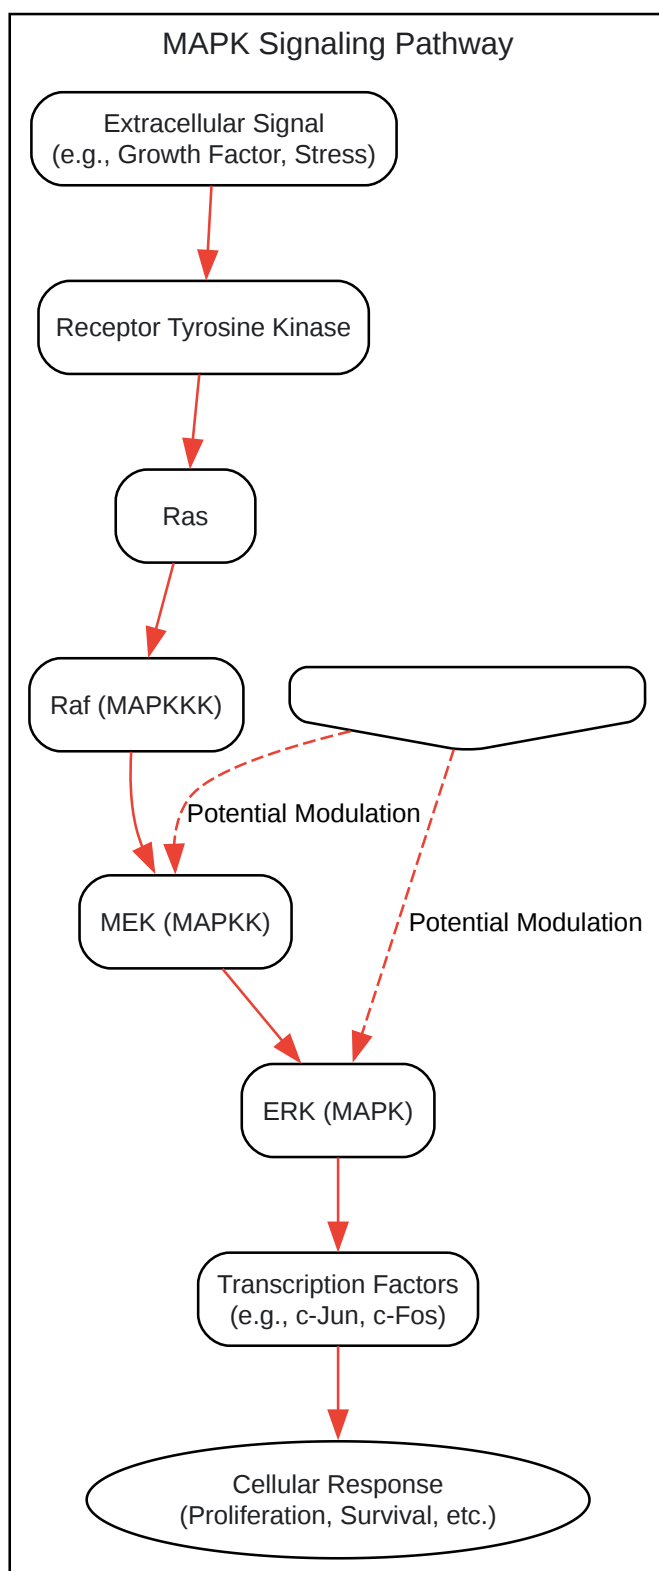 MAPK Signaling Pathway
Extracellular Signal
(e.g., Growth Factor, Stress)
Receptor Tyrosine Kinase
Ras
Raf (MAPKKK)
Potential Modulation
MEK (MAPKK)
Potential Modulation
ERK (MAPK)
Transcription Factors
(e.g., c-Jun, c-Fos)
Cellular Response
(Proliferation, Survival, etc.)